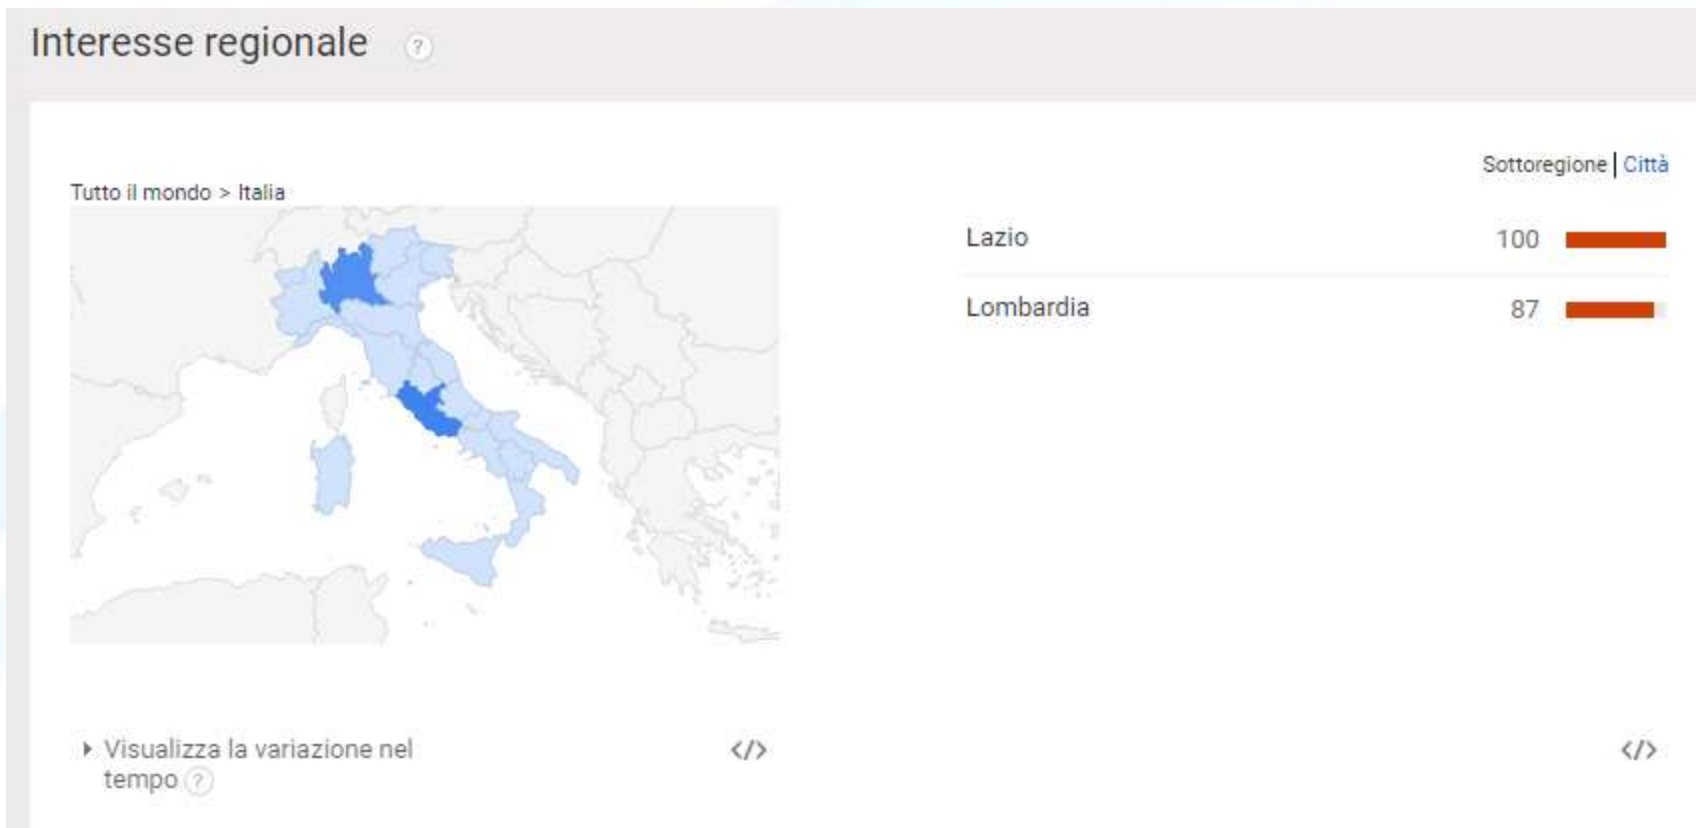 Interesse regionale ?
Sottoregione | Città
Tutto il mondo > Italia
Lazio 100
Lombardia 87
Visualizza la variazione nel
tempo ?
</> </>